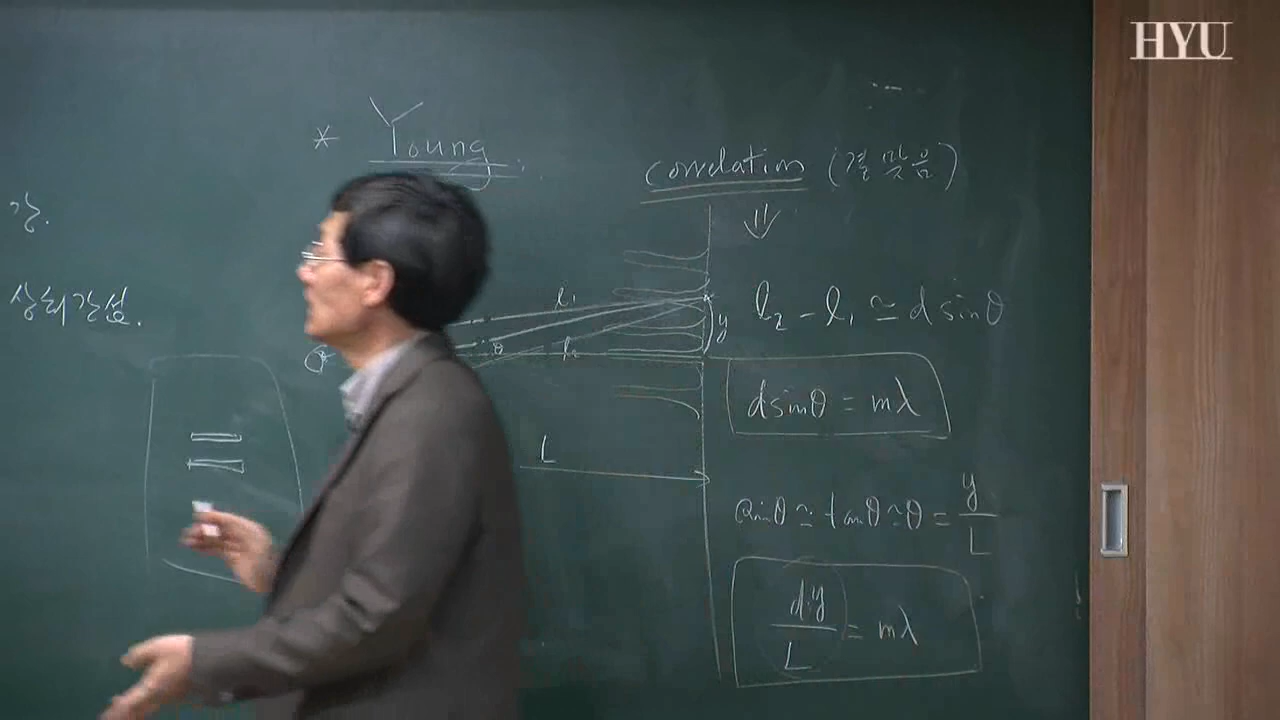 HYU
* Young
correlation (결맞음)
강.
상쇄간섭.
l₁
l₂
θ
y
L
l₂ - l₁ ≃ d sinθ
d sinθ = mλ
sinθ ≃ tanθ ≃ θ = y/L
d·y/L = mλ